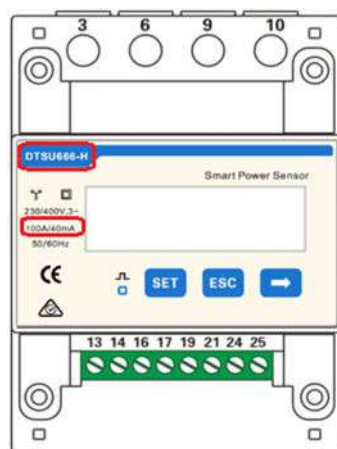 3 6 9 10
DTSU666-H
Smart Power Sensor
230/400V,3~
100A/40mA
50/60Hz
CE
SET ESC
13 14 16 17 19 21 24 25